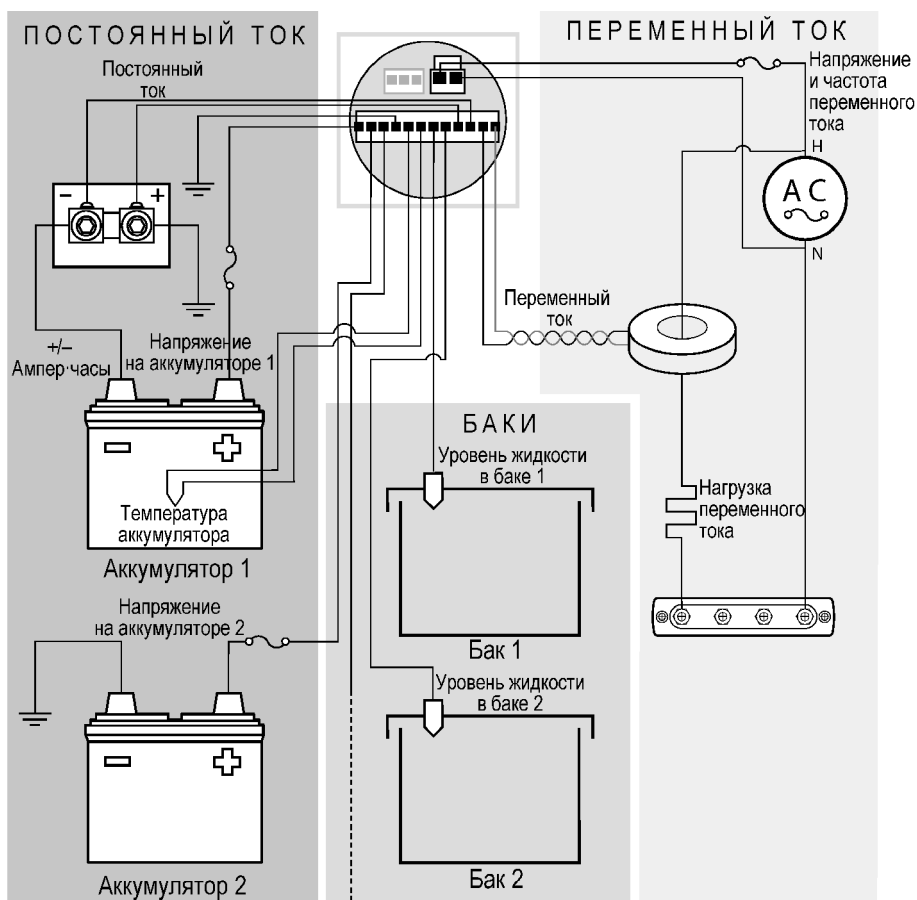 ПОСТОЯННЫЙ ТОК
Постоянный
ток
– +
+/–
Ампер·часы
Напряжение
на аккумуляторе 1
Температура
аккумулятора
Аккумулятор 1
Напряжение
на аккумуляторе 2
Аккумулятор 2
БАКИ
Уровень жидкости
в баке 1
Бак 1
Уровень жидкости
в баке 2
Бак 2
ПЕРЕМЕННЫЙ ТОК
Напряжение
и частота
переменного
тока
H
AC
N
Переменный
ток
Нагрузка
переменного
тока